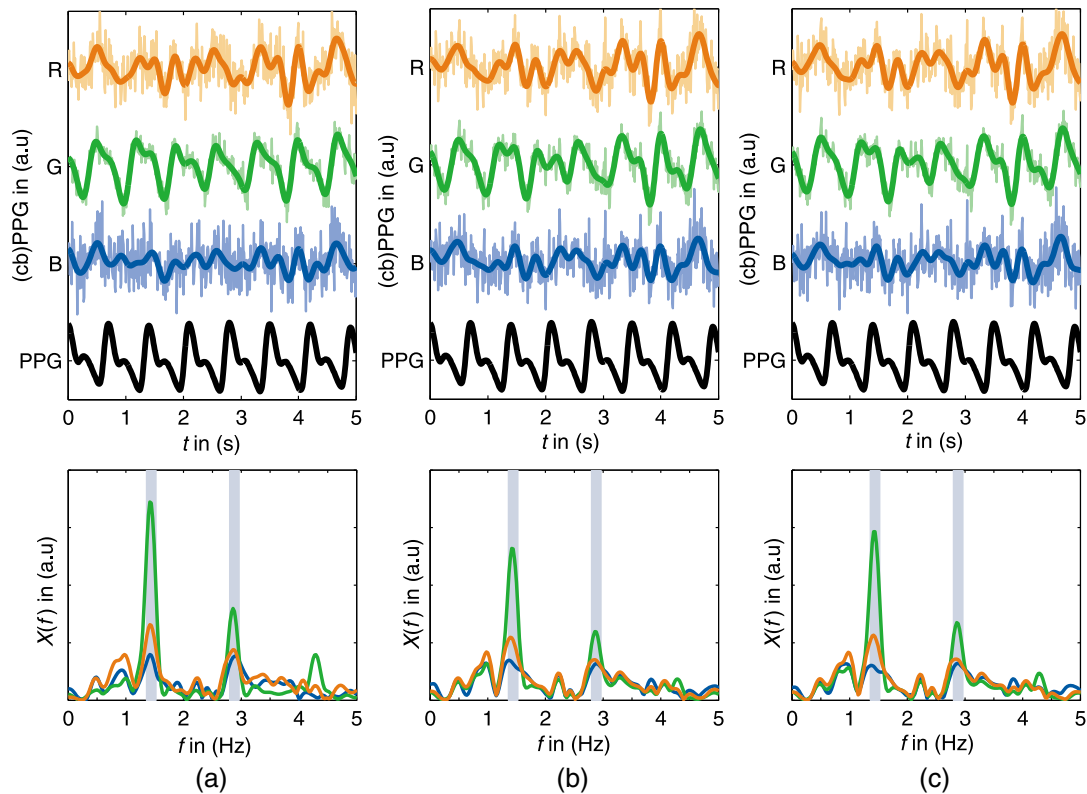 (cb)PPG in (a.u)
R
G
B
PPG
0 1 2 3 4 5
t in (s)
(cb)PPG in (a.u)
R
G
B
PPG
0 1 2 3 4 5
t in (s)
(cb)PPG in (a.u)
R
G
B
PPG
0 1 2 3 4 5
t in (s)
X(f) in (a.u)
0 1 2 3 4 5
f in (Hz)
(a)
X(f) in (a.u)
0 1 2 3 4 5
f in (Hz)
(b)
X(f) in (a.u)
0 1 2 3 4 5
f in (Hz)
(c)